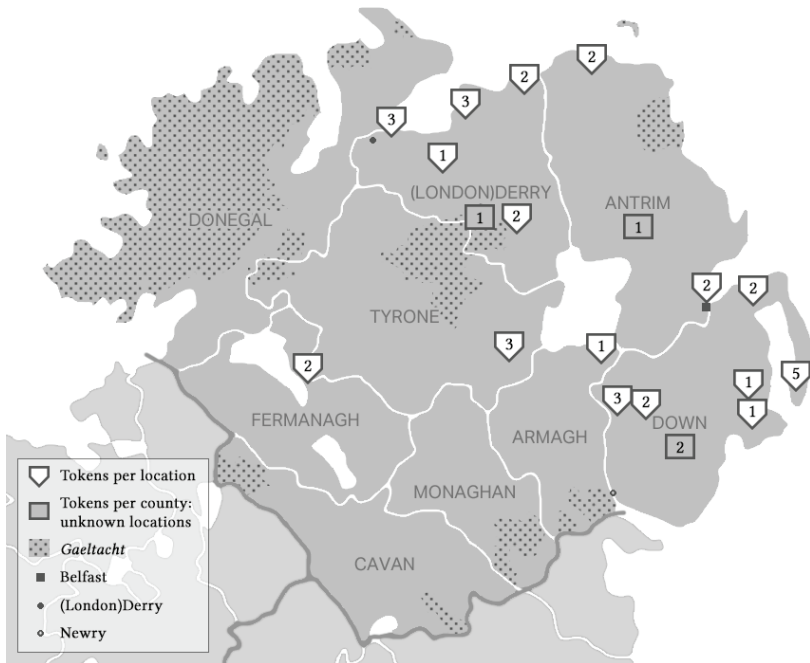 2
2
2
3
3
1
(LONDON)DERRY
ANTRIM
1
2
1
DONEGAL
2
2
TYRONE
3
1
2
5
1
3
2
1
FERMANAGH
ARMAGH
DOWN
2
MONAGHAN
CAVAN
Tokens per location
Tokens per county:
unknown locations
Gaeltacht
Belfast
(London)Derry
Newry